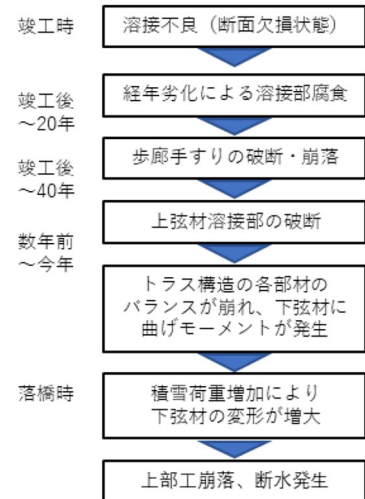 竣工時
溶接不良（断面欠損状態）
竣工後
～20年
経年劣化による溶接部腐食
竣工後
～40年
歩廊手すりの破断・崩落
上弦材溶接部の破断
数年前
～今年
トラス構造の各部材の
バランスが崩れ、下弦材に
曲げモーメントが発生
落橋時
積雪荷重増加により
下弦材の変形が増大
上部工崩落、断水発生